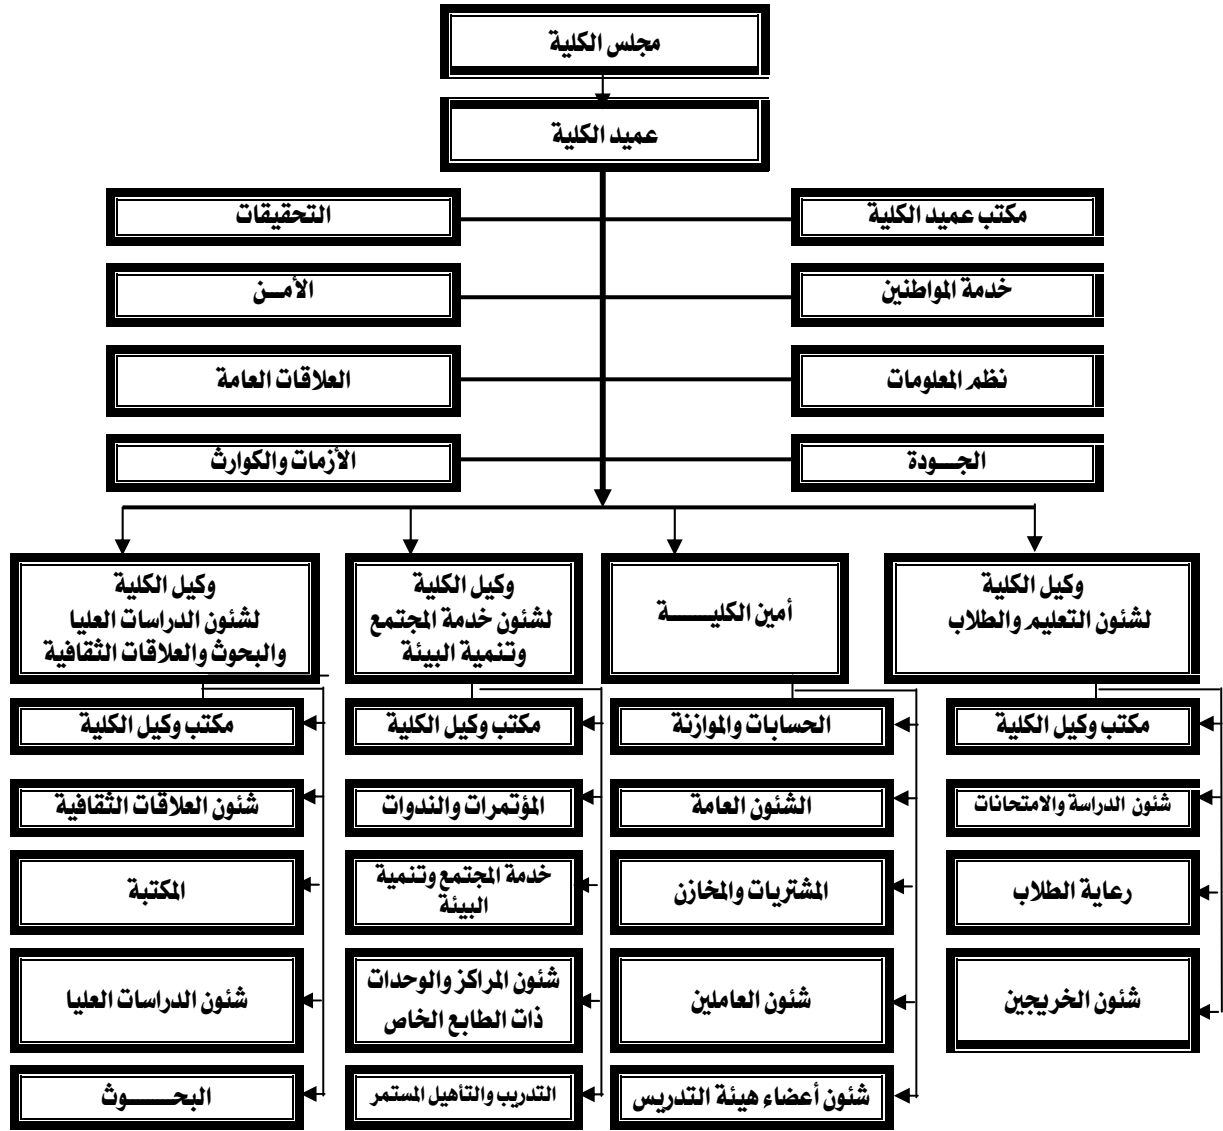 مجلس الكلية
عميد الكلية
مكتب عميد الكلية
التحقيقات
خدمة المواطنين
الأمـــن
نظم المعلومات
العلاقات العامة
الجـــودة
الأزمات والكوارث
وكيل الكلية
لشئون التعليم والطلاب
أمين الكليــــــة
وكيل الكلية
لشئون خدمة المجتمع
وتنمية البيئة
وكيل الكلية
لشئون الدراسات العليا
والبحوث والعلاقات الثقافية
مكتب وكيل الكلية
شئون الدراسة والامتحانات
رعاية الطلاب
شئون الخريجين
الحسابات والموازنة
الشئون العامة
المشتريات والمخازن
شئون العاملين
شئون أعضاء هيئة التدريس
مكتب وكيل الكلية
المؤتمرات والندوات
خدمة المجتمع وتنمية
البيئة
شئون المراكز والوحدات
ذات الطابع الخاص
التدريب والتأهيل المستمر
مكتب وكيل الكلية
شئون العلاقات الثقافية
المكتبة
شئون الدراسات العليا
البحــــــوث